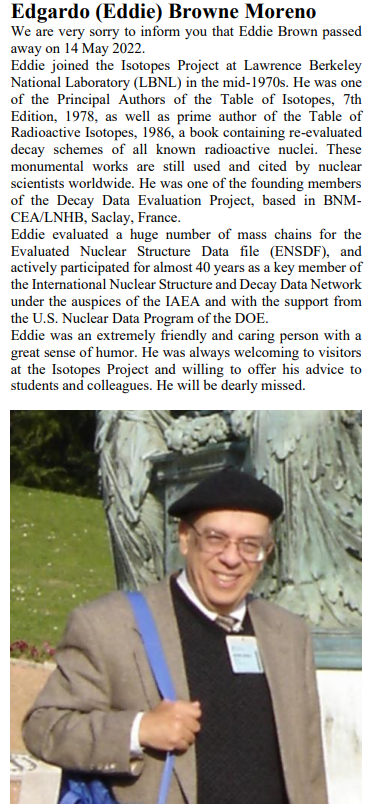 Edgardo (Eddie) Browne Moreno
We are very sorry to inform you that Eddie Brown passed
away on 14 May 2022.
Eddie joined the Isotopes Project at Lawrence Berkeley
National Laboratory (LBNL) in the mid-1970s. He was one
of the Principal Authors of the Table of Isotopes, 7th
Edition, 1978, as well as prime author of the Table of
Radioactive Isotopes, 1986, a book containing re-evaluated
decay schemes of all known radioactive nuclei. These
monumental works are still used and cited by nuclear
scientists worldwide. He was one of the founding members
of the Decay Data Evaluation Project, based in BNM-
CEA/LNHB, Saclay, France.
Eddie evaluated a huge number of mass chains for the
Evaluated Nuclear Structure Data file (ENSDF), and
actively participated for almost 40 years as a key member of
the International Nuclear Structure and Decay Data Network
under the auspices of the IAEA and with the support from
the U.S. Nuclear Data Program of the DOE.
Eddie was an extremely friendly and caring person with a
great sense of humor. He was always welcoming to visitors
at the Isotopes Project and willing to offer his advice to
students and colleagues. He will be dearly missed.